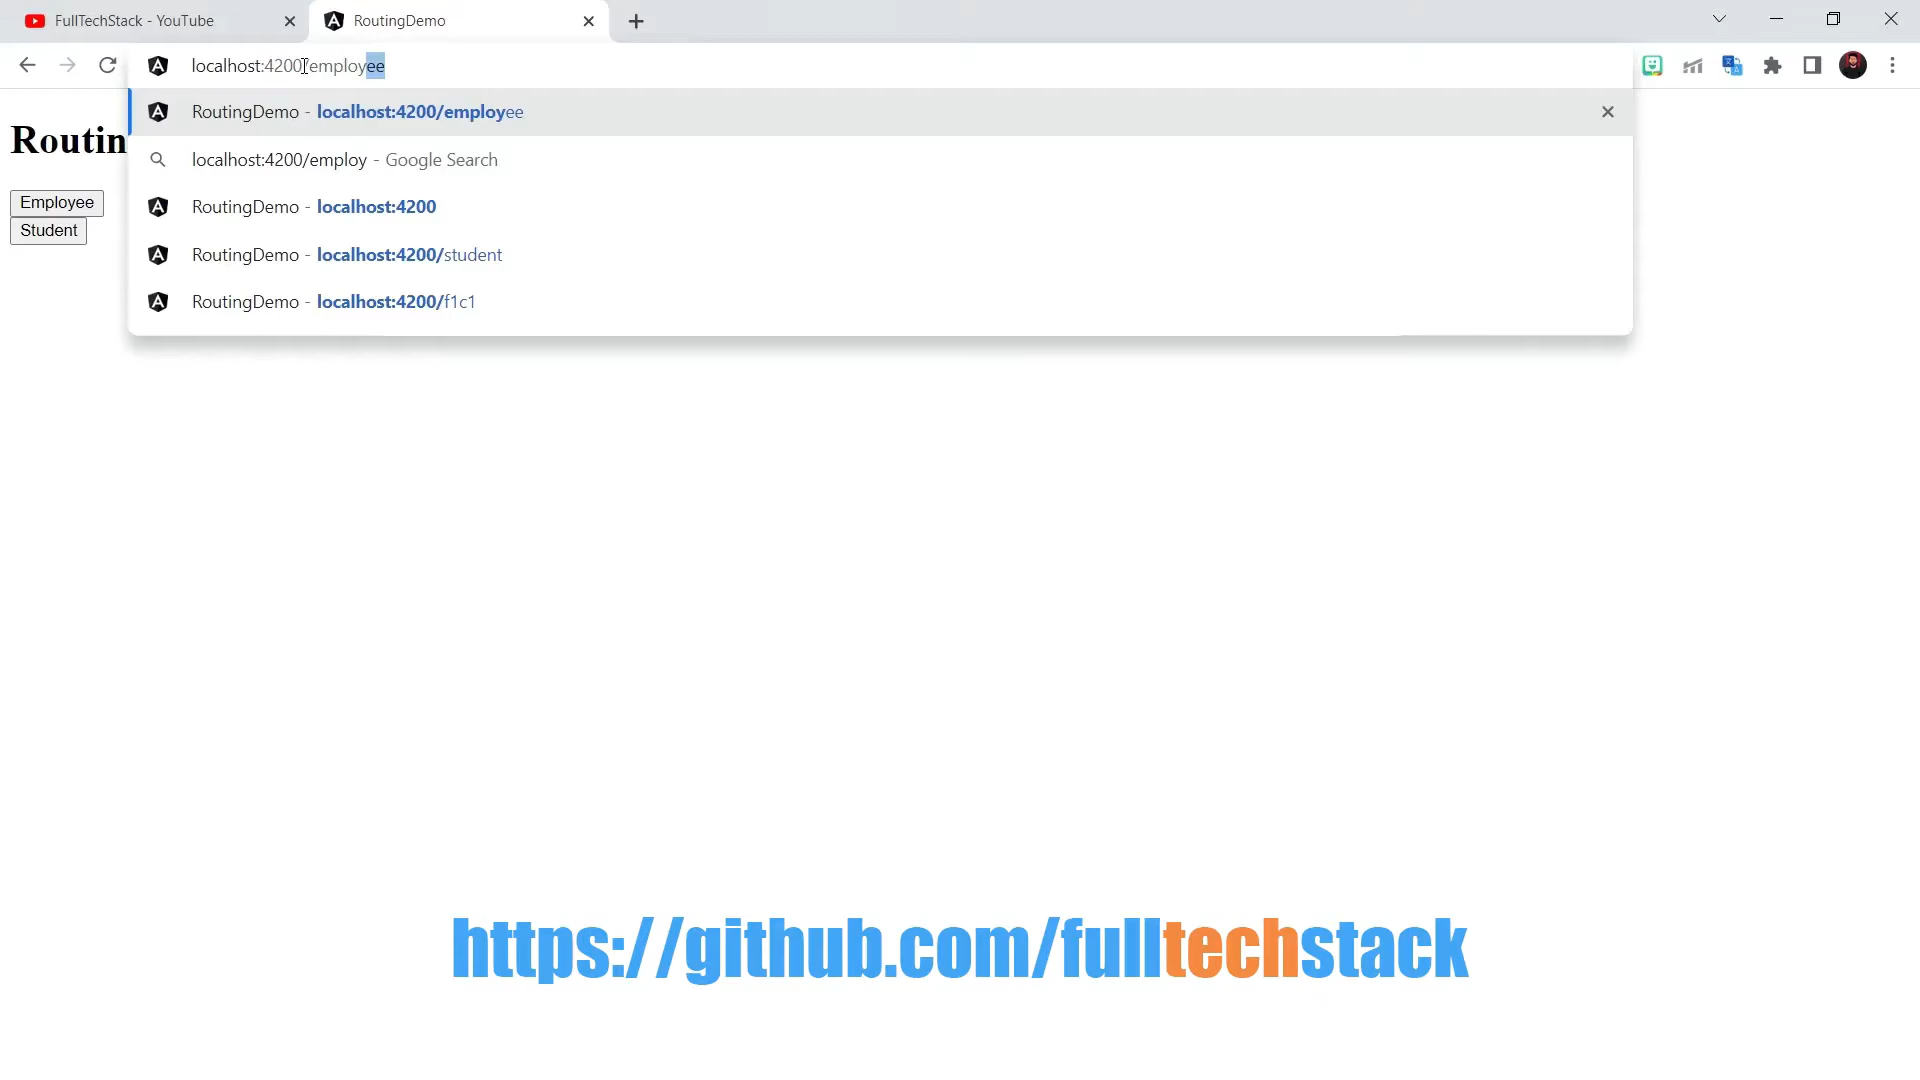 FullTechStack - YouTube
RoutingDemo
localhost:4200/employee
RoutingDemo - localhost:4200/employee
localhost:4200/employ - Google Search
RoutingDemo - localhost:4200
RoutingDemo - localhost:4200/student
RoutingDemo - localhost:4200/f1c1
Routin
Employee
Student
https://github.com/fulltechstack